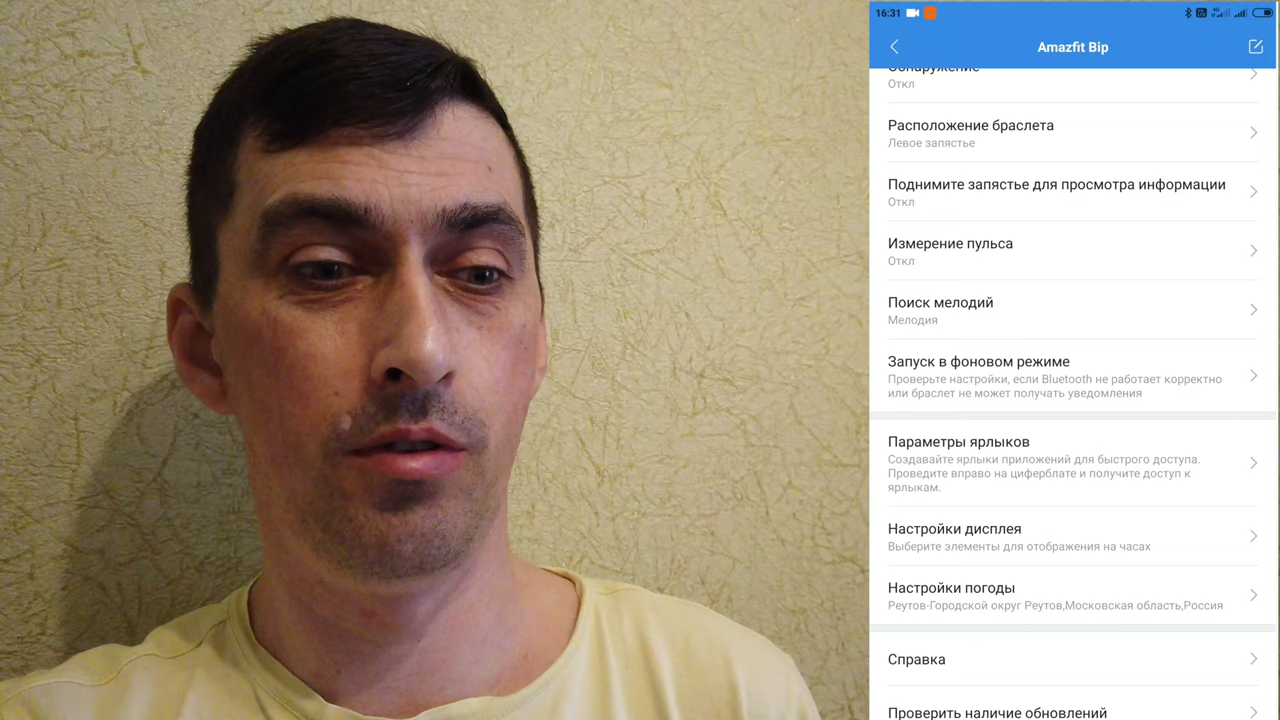 16:31
Amazfit Bip
Обнаружение
Откл
Расположение браслета
Левое запястье
Поднимите запястье для просмотра информации
Откл
Измерение пульса
Откл
Поиск мелодий
Мелодия
Запуск в фоновом режиме
Проверьте настройки, если Bluetooth не работает корректно
или браслет не может получать уведомления
Параметры ярлыков
Создавайте ярлыки приложений для быстрого доступа.
Проведите вправо на циферблате и получите доступ к
ярлыкам.
Настройки дисплея
Выберите элементы для отображения на часах
Настройки погоды
Реутов-Городской округ Реутов,Московская область,Россия
Справка
Проверить наличие обновлений